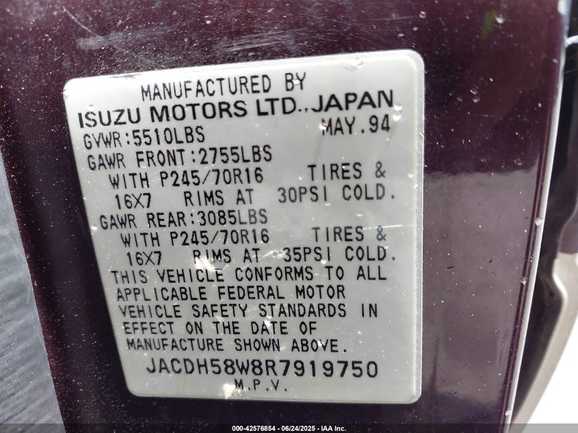 MANUFACTURED BY
ISUZU MOTORS LTD., JAPAN
GVWR:5510LBS MAY.94
GAWR FRONT:2755LBS
WITH P245/70R16 TIRES &
16X7 RIMS AT 30PSI COLD.
GAWR REAR:3085LBS
WITH P245/70R16 TIRES &
16X7 RIMS AT 35PSI COLD.
THIS VEHICLE CONFORMS TO ALL
APPLICABLE FEDERAL MOTOR
VEHICLE SAFETY STANDARDS IN
EFFECT ON THE DATE OF
MANUFACTURE SHOWN ABOVE.
JACDH58W8R7919750
M.P.V.
000-42576854 - 06/24/2025 - IAA Inc.